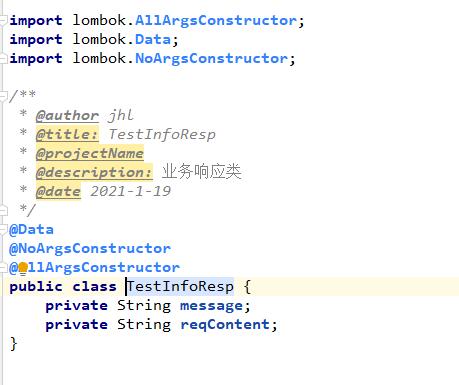 import lombok.AllArgsConstructor;
import lombok.Data;
import lombok.NoArgsConstructor;
/**
 * @author jhl
 * @title: TestInfoResp
 * @projectName
 * @description: 业务响应类
 * @date 2021-1-19
 */
@Data
@NoArgsConstructor
@AllArgsConstructor
public class TestInfoResp {
    private String message;
    private String reqContent;
}